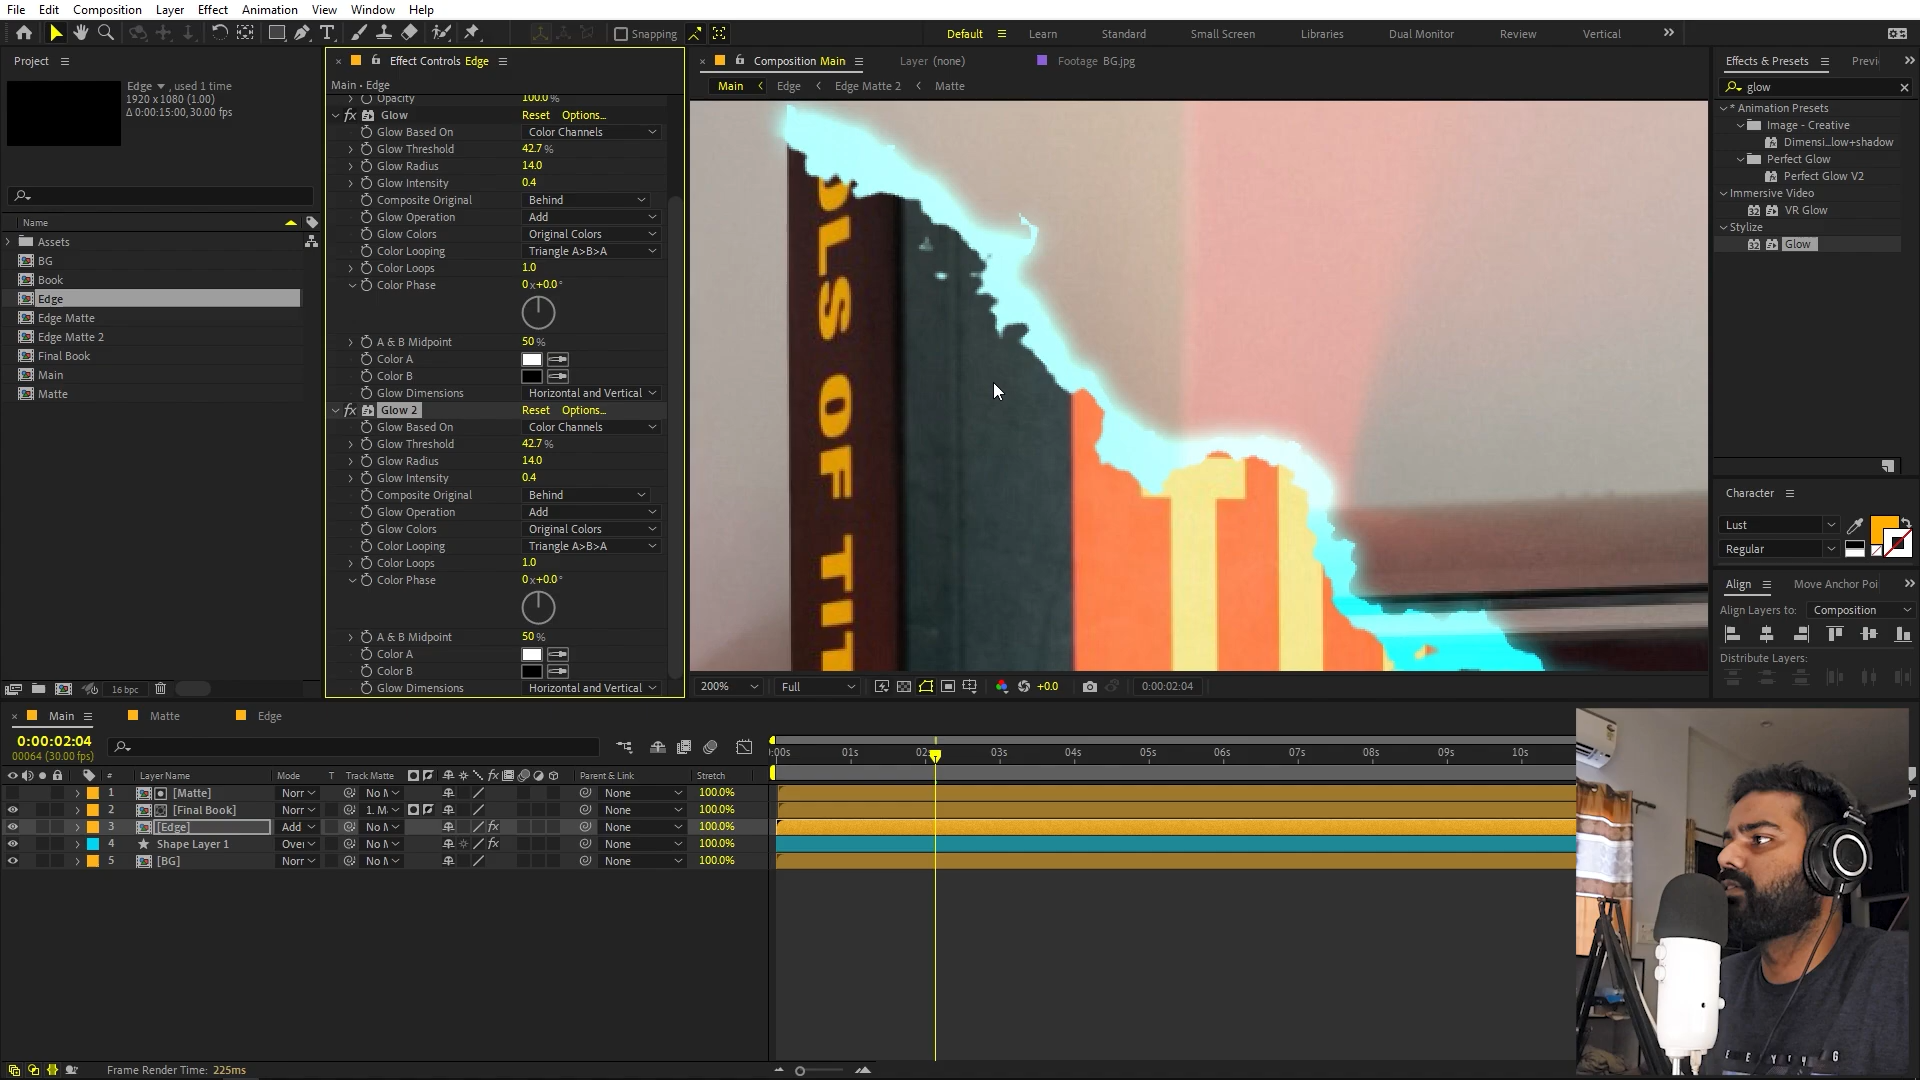 File Edit Composition Layer Effect Animation View Window Help
Snapping
Default Learn Standard Small Screen Libraries Dual Monitor Review Vertical
Project
Edge , used 1 time
1920 x 1080 (1.00)
Δ 0:00:15:00, 30.00 fps
Name
Assets
BG
Book
Edge
Edge Matte
Edge Matte 2
Final Book
Main
Matte
16 bpc
Effect Controls Edge
Main • Edge
Opacity 100.0 %
fx Glow Reset Options...
Glow Based On Color Channels
Glow Threshold 42.7 %
Glow Radius 14.0
Glow Intensity 0.4
Composite Original Behind
Glow Operation Add
Glow Colors Original Colors
Color Looping Triangle A>B>A
Color Loops 1.0
Color Phase 0 x+0.0°
A & B Midpoint 50 %
Color A
Color B
Glow Dimensions Horizontal and Vertical
fx Glow 2 Reset Options...
Glow Based On Color Channels
Glow Threshold 42.7 %
Glow Radius 14.0
Glow Intensity 0.4
Composite Original Behind
Glow Operation Add
Glow Colors Original Colors
Color Looping Triangle A>B>A
Color Loops 1.0
Color Phase 0 x+0.0°
A & B Midpoint 50 %
Color A
Color B
Glow Dimensions Horizontal and Vertical
Composition Main Layer (none) Footage BG.jpg
Main Edge Edge Matte 2 Matte
OLS OF TIT
200% Full +0.0 0:00:02:04
Effects & Presets Previ
glow
* Animation Presets
Image - Creative
Dimensi...low+shadow
Perfect Glow
Perfect Glow V2
Immersive Video
32 VR Glow
Stylize
32 Glow
Character
Lust
Regular
Align Move Anchor Poi
Align Layers to: Composition
Distribute Layers:
Main Matte Edge
0:00:02:04
00064 (30.00 fps)
:00s 01s 02s 03s 04s 05s 06s 07s 08s 09s 10s
# Layer Name Mode T Track Matte fx Parent & Link Stretch
1 [Matte] Norr No M None 100.0%
2 [Final Book] Norr 1. M None 100.0%
3 [Edge] Add No M fx None 100.0%
4 Shape Layer 1 Over No M fx None 100.0%
5 [BG] Norr No M None 100.0%
Frame Render Time: 225ms